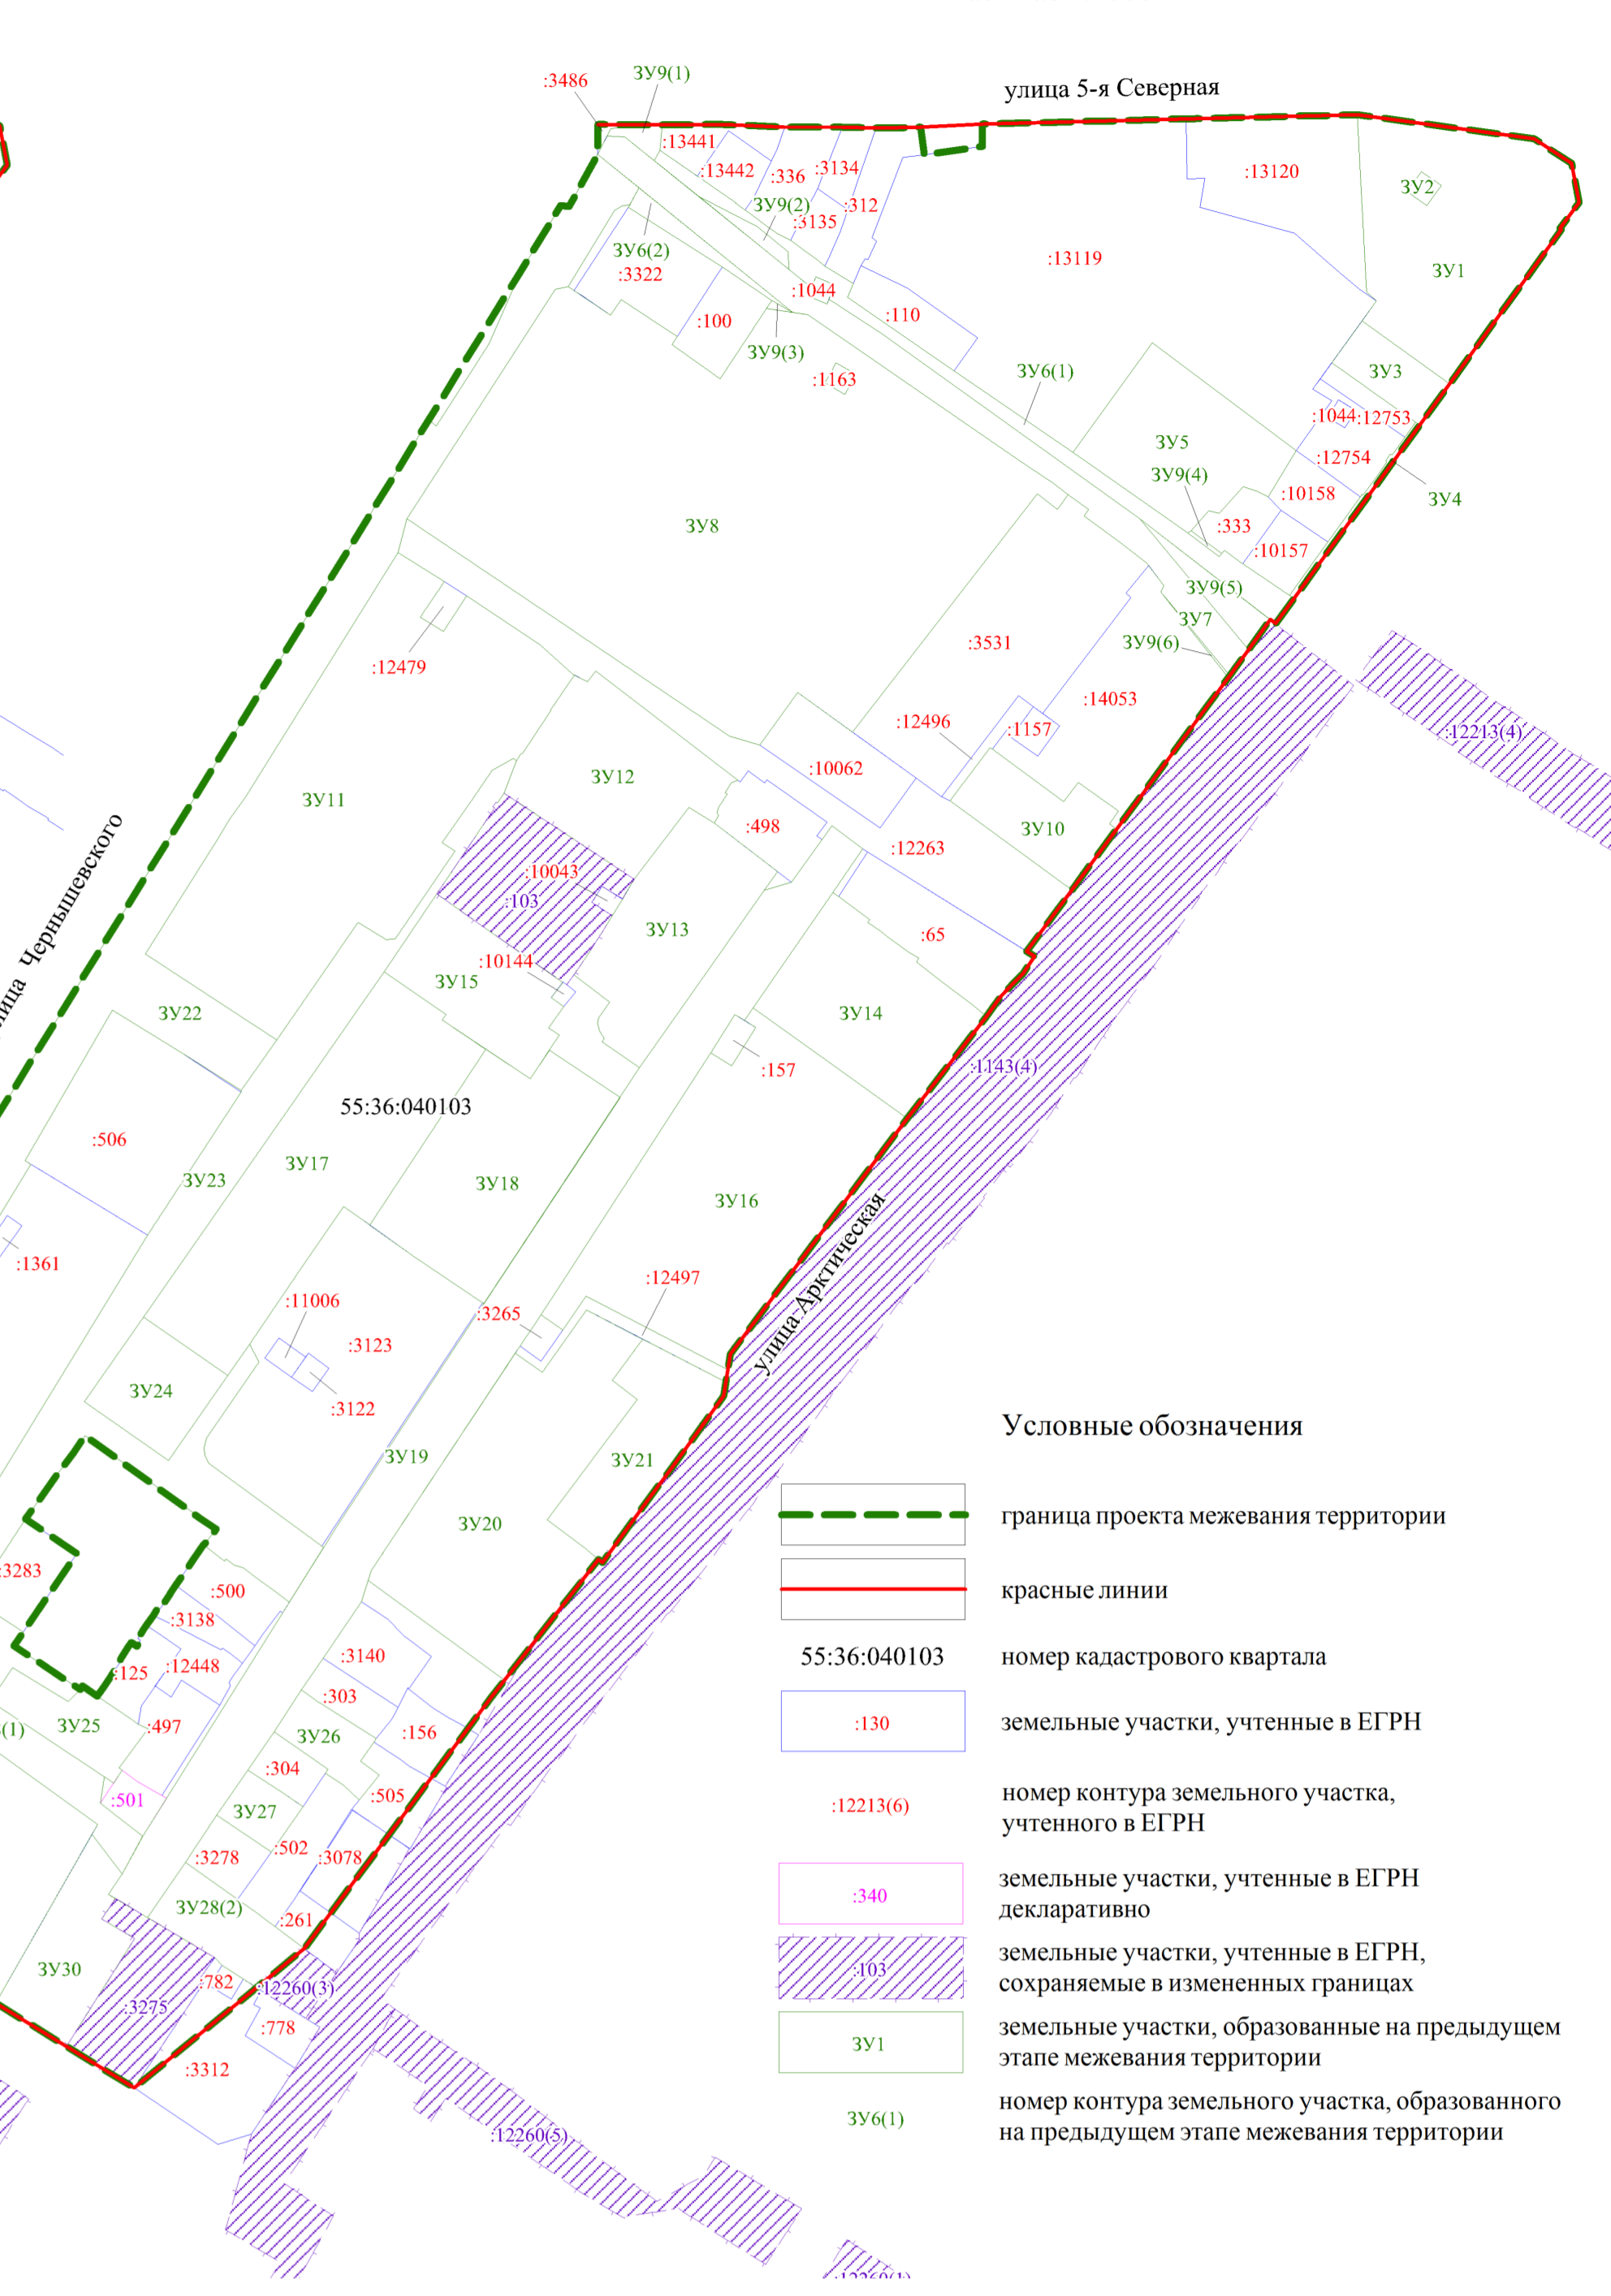 улица 5-я Северная
:3486
ЗУ9(1)
:13441
:13442
:336
:3134
:312
:3135
ЗУ9(2)
:13120
ЗУ2
ЗУ1
:13119
ЗУ6(2)
:3322
:1044
:100
:110
ЗУ9(3)
:1163
ЗУ6(1)
ЗУ3
:1044
:12753
ЗУ5
:12754
ЗУ9(4)
:10158
ЗУ4
:333
:10157
ЗУ8
ЗУ9(5)
ЗУ7
ЗУ9(6)
:3531
:12479
:14053
:12496
:1157
:12213(4)
:10062
ЗУ12
ЗУ11
:498
ЗУ10
:12263
:10043
:103
ЗУ13
:65
:10144
ЗУ15
ЗУ22
ЗУ14
:157
:1143(4)
Чернышевского
55:36:040103
:506
ЗУ17
ЗУ23
ЗУ18
ЗУ16
улица Арктическая
:1361
:12497
:11006
:3265
:3123
:3122
ЗУ24
ЗУ19
ЗУ21
ЗУ20
:3283
:500
:3138
:125
:12448
:3140
:303
(1)
ЗУ25
:497
ЗУ26
:156
:304
:501
:505
ЗУ27
:502
:3278
:3078
ЗУ28(2)
:261
ЗУ30
:782
:12260(3)
:3275
:778
:3312
:12260(5)
:12260(1)
Условные обозначения
граница проекта межевания территории
красные линии
55:36:040103
номер кадастрового квартала
:130
земельные участки, учтенные в ЕГРН
:12213(6)
номер контура земельного участка,
учтенного в ЕГРН
:340
земельные участки, учтенные в ЕГРН
декларативно
:103
земельные участки, учтенные в ЕГРН,
сохраняемые в измененных границах
ЗУ1
земельные участки, образованные на предыдущем
этапе межевания территории
ЗУ6(1)
номер контура земельного участка, образованного
на предыдущем этапе межевания территории